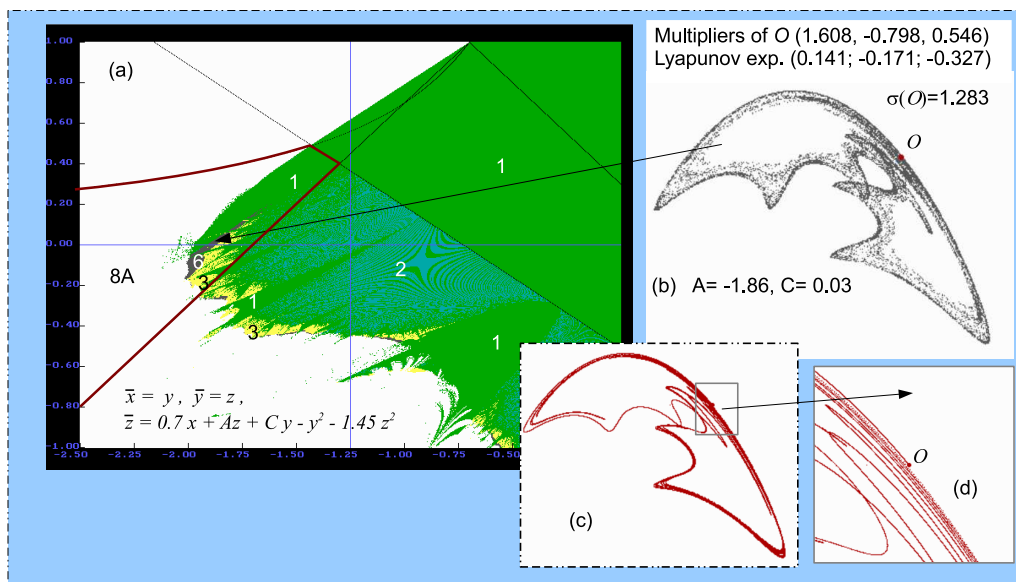 Multipliers of O (1.608, -0.798, 0.546)
Lyapunov exp. (0.141; -0.171; -0.327)
σ(O)=1.283
O
(b) A= -1.86, C= 0.03
(a)
1.00
0.80
0.60
0.40
0.20
0.00
-0.20
-0.40
-0.60
-0.80
-1.00
-2.50
-2.25
-2.00
-1.75
-1.50
-1.25
-1.00
-0.75
-0.50
1
1
6
8A
3
2
1
3
1
x̅ = y , y̅ = z ,
z̅ = 0.7 x + Az + C y - y² - 1.45 z²
(c)
O
(d)